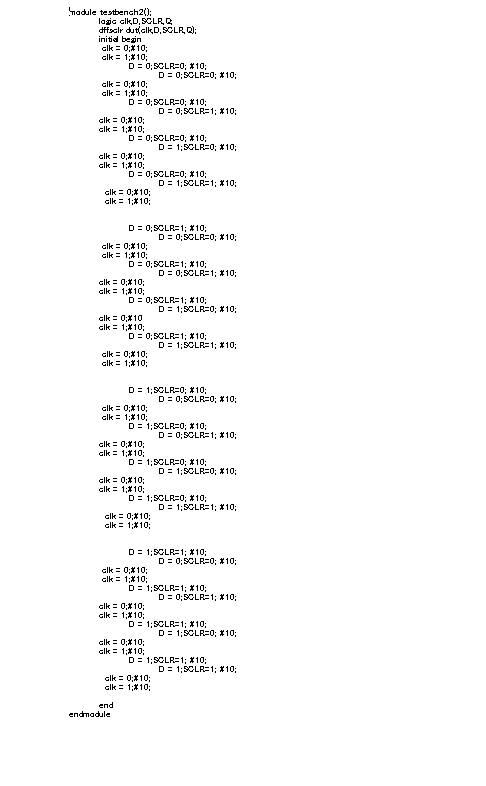 module testbench2();
logic clk,D,SCLR,Q;
dffsclr dut(clk,D,SCLR,Q);
initial begin
clk = 0;#10;
clk = 1;#10;
D = 0;SCLR=0; #10;
D = 0;SCLR=0; #10;
clk = 0;#10;
clk = 1;#10;
D = 0;SCLR=0; #10;
D = 0;SCLR=1; #10;
clk = 0;#10;
clk = 1;#10;
D = 0;SCLR=0; #10;
D = 1;SCLR=0; #10;
clk = 0;#10;
clk = 1;#10;
D = 0;SCLR=0; #10;
D = 1;SCLR=1; #10;
clk = 0;#10;
clk = 1;#10;
D = 0;SCLR=1; #10;
D = 0;SCLR=0; #10;
clk = 0;#10;
clk = 1;#10;
D = 0;SCLR=1; #10;
D = 0;SCLR=1; #10;
clk = 0;#10;
clk = 1;#10;
D = 0;SCLR=1; #10;
D = 1;SCLR=0; #10;
clk = 0;#10
clk = 1;#10;
D = 0;SCLR=1; #10;
D = 1;SCLR=1; #10;
clk = 0;#10;
clk = 1;#10;
D = 1;SCLR=0; #10;
D = 0;SCLR=0; #10;
clk = 0;#10;
clk = 1;#10;
D = 1;SCLR=0; #10;
D = 0;SCLR=1; #10;
clk = 0;#10;
clk = 1;#10;
D = 1;SCLR=0; #10;
D = 1;SCLR=0; #10;
clk = 0;#10;
clk = 1;#10;
D = 1;SCLR=0; #10;
D = 1;SCLR=1; #10;
clk = 0;#10;
clk = 1;#10;
D = 1;SCLR=1; #10;
D = 0;SCLR=0; #10;
clk = 0;#10;
clk = 1;#10;
D = 1;SCLR=1; #10;
D = 0;SCLR=1; #10;
clk = 0;#10;
clk = 1;#10;
D = 1;SCLR=1; #10;
D = 1;SCLR=0; #10;
clk = 0;#10;
clk = 1;#10;
D = 1;SCLR=1; #10;
D = 1;SCLR=1; #10;
clk = 0;#10;
clk = 1;#10;
end
endmodule